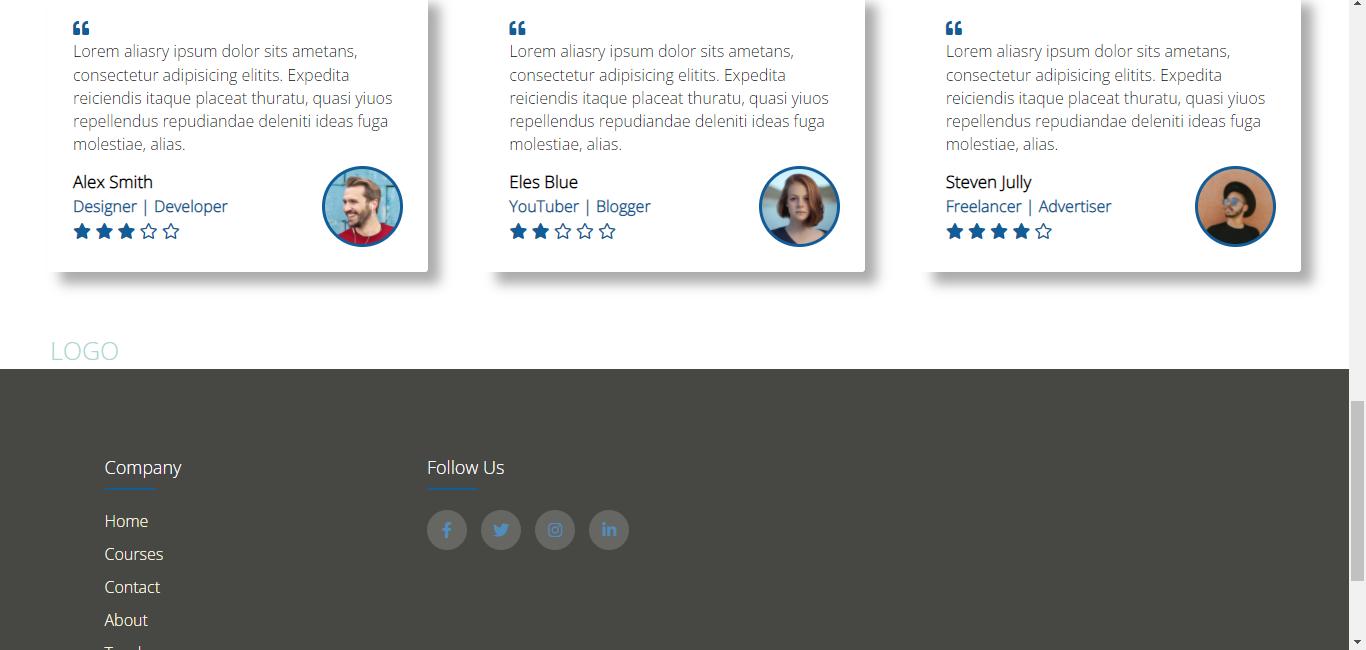 Lorem aliasry ipsum dolor sits ametans,
consectetur adipisicing elitits. Expedita
reiciendis itaque placeat thuratu, quasi yiuos
repellendus repudiandae deleniti ideas fuga
molestiae, alias.
Alex Smith
Designer | Developer
Lorem aliasry ipsum dolor sits ametans,
consectetur adipisicing elitits. Expedita
reiciendis itaque placeat thuratu, quasi yiuos
repellendus repudiandae deleniti ideas fuga
molestiae, alias.
Eles Blue
YouTuber | Blogger
Lorem aliasry ipsum dolor sits ametans,
consectetur adipisicing elitits. Expedita
reiciendis itaque placeat thuratu, quasi yiuos
repellendus repudiandae deleniti ideas fuga
molestiae, alias.
Steven Jully
Freelancer | Advertiser
LOGO
Company
Home
Courses
Contact
About
Follow Us